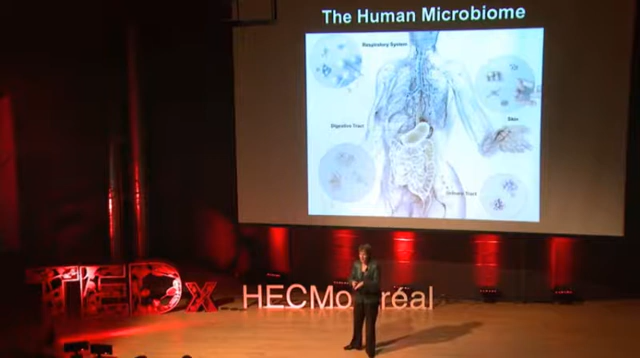 The Human Microbiome
Respiratory System
Digestive Tract
Skin
Urinary Tract
TEDx
HECMontréal